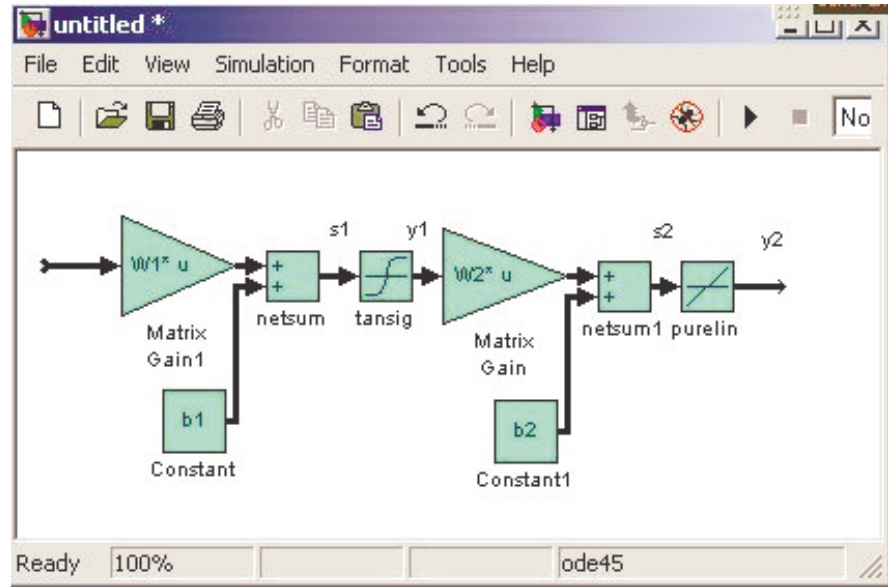 untitled *
File Edit View Simulation Format Tools Help
No
s1 y1 s2 y2
W1* u + + W2* u + +
netsum tansig netsum1 purelin
Matrix
Gain1
Matrix
Gain
b1 b2
Constant Constant1
Ready 100% ode45